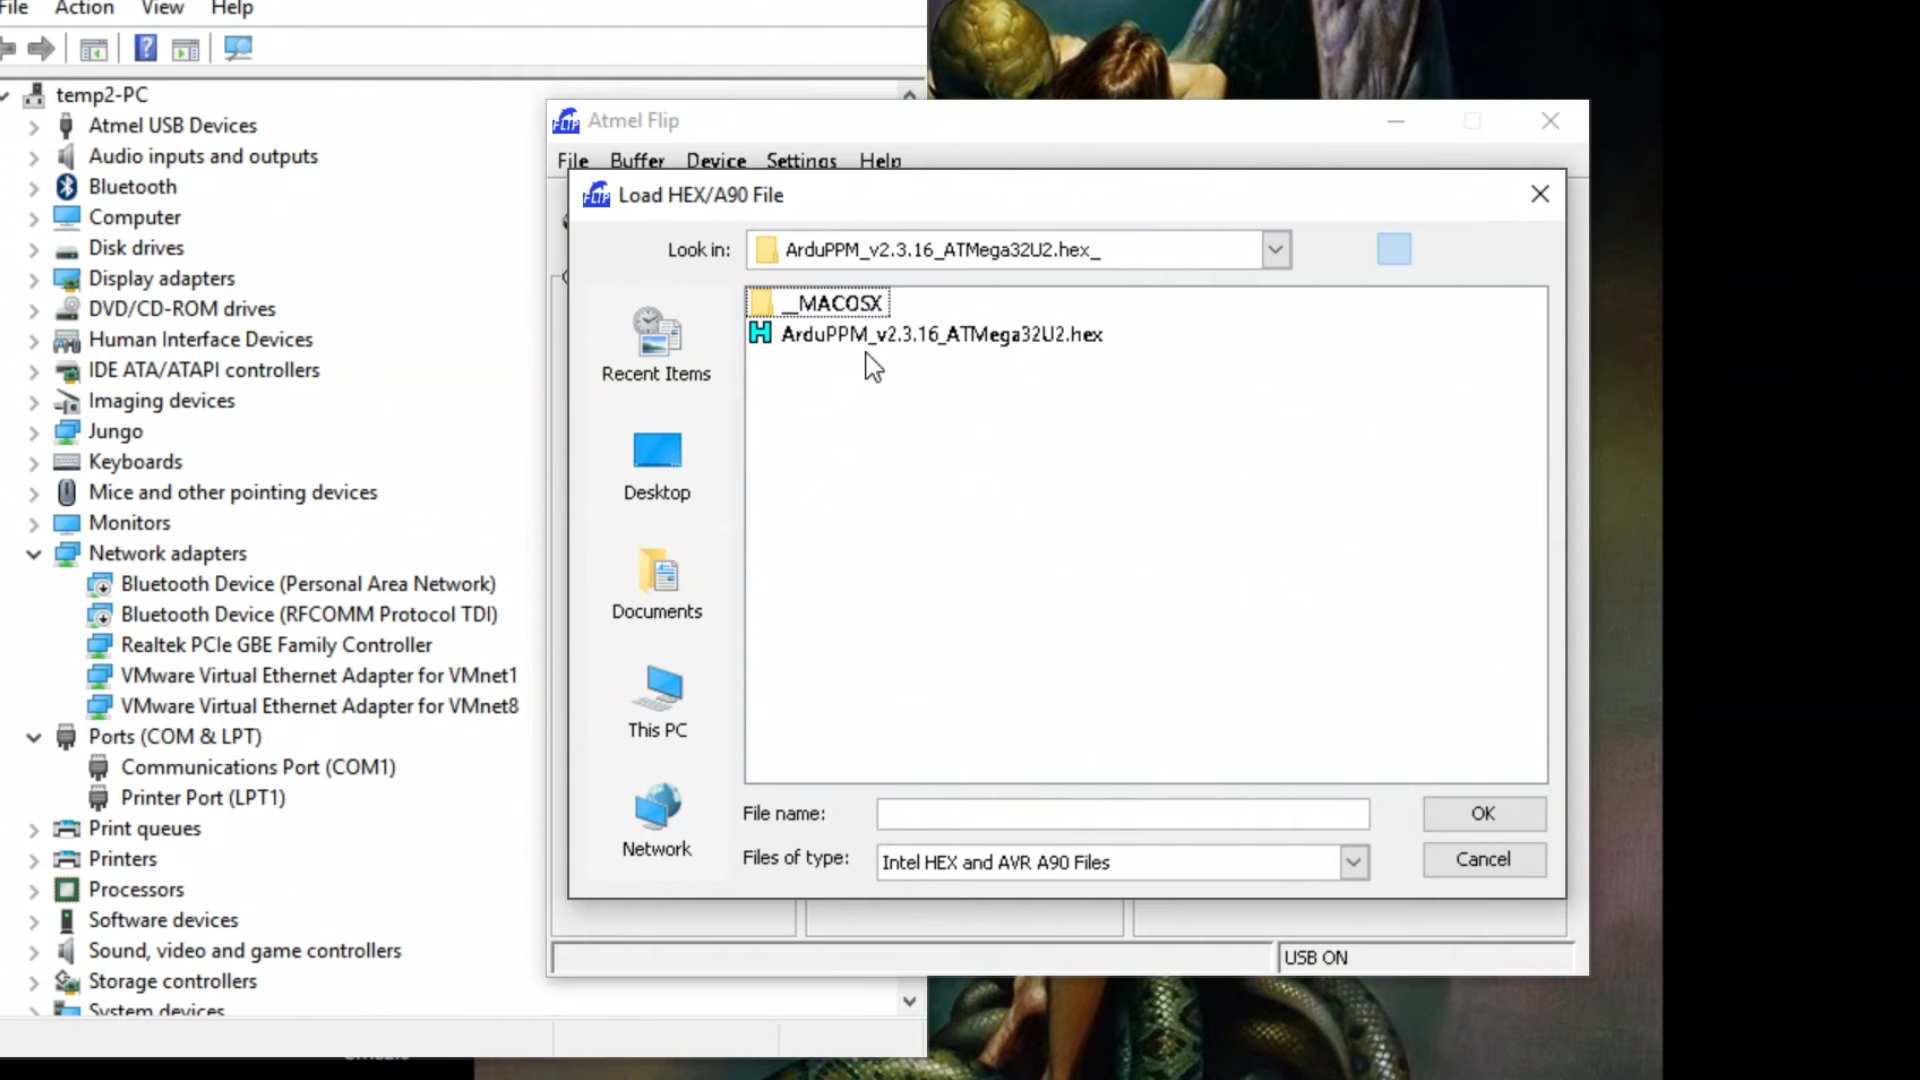 File Action View Help
temp2-PC
Atmel USB Devices
Audio inputs and outputs
Bluetooth
Computer
Disk drives
Display adapters
DVD/CD-ROM drives
Human Interface Devices
IDE ATA/ATAPI controllers
Imaging devices
Jungo
Keyboards
Mice and other pointing devices
Monitors
Network adapters
Bluetooth Device (Personal Area Network)
Bluetooth Device (RFCOMM Protocol TDI)
Realtek PCIe GBE Family Controller
VMware Virtual Ethernet Adapter for VMnet1
VMware Virtual Ethernet Adapter for VMnet8
Ports (COM & LPT)
Communications Port (COM1)
Printer Port (LPT1)
Print queues
Printers
Processors
Software devices
Sound, video and game controllers
Storage controllers
System devices
FLIP Atmel Flip
File Buffer Device Settings Help
FLIP Load HEX/A90 File
Look in: ArduPPM_v2.3.16_ATMega32U2.hex_
__MACOSX
ArduPPM_v2.3.16_ATMega32U2.hex
Recent Items
Desktop
Documents
This PC
Network
File name: OK
Files of type: Intel HEX and AVR A90 Files Cancel
USB ON